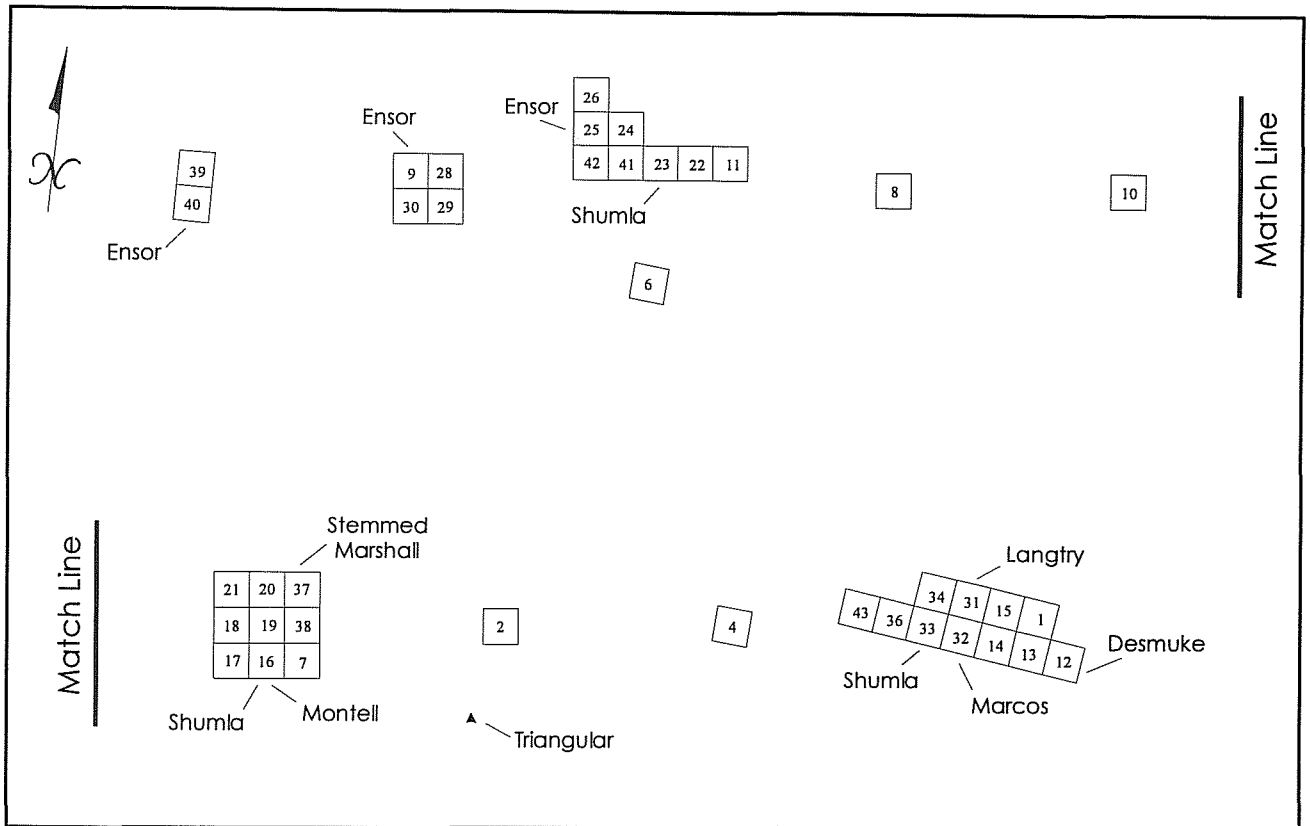 26
Ensor
Ensor
25 24
39
9 28
42 41 23 22 11
8
10
Match Line
40
30 29
Shumla
Ensor
6
Stemmed
Marshall
Langtry
21 20 37
34 31 15 1
18 19 38
2
4
43 36 33 32 14 13 12
Desmuke
17 16 7
Match Line
Shumla
Montell
Shumla
Marcos
Triangular